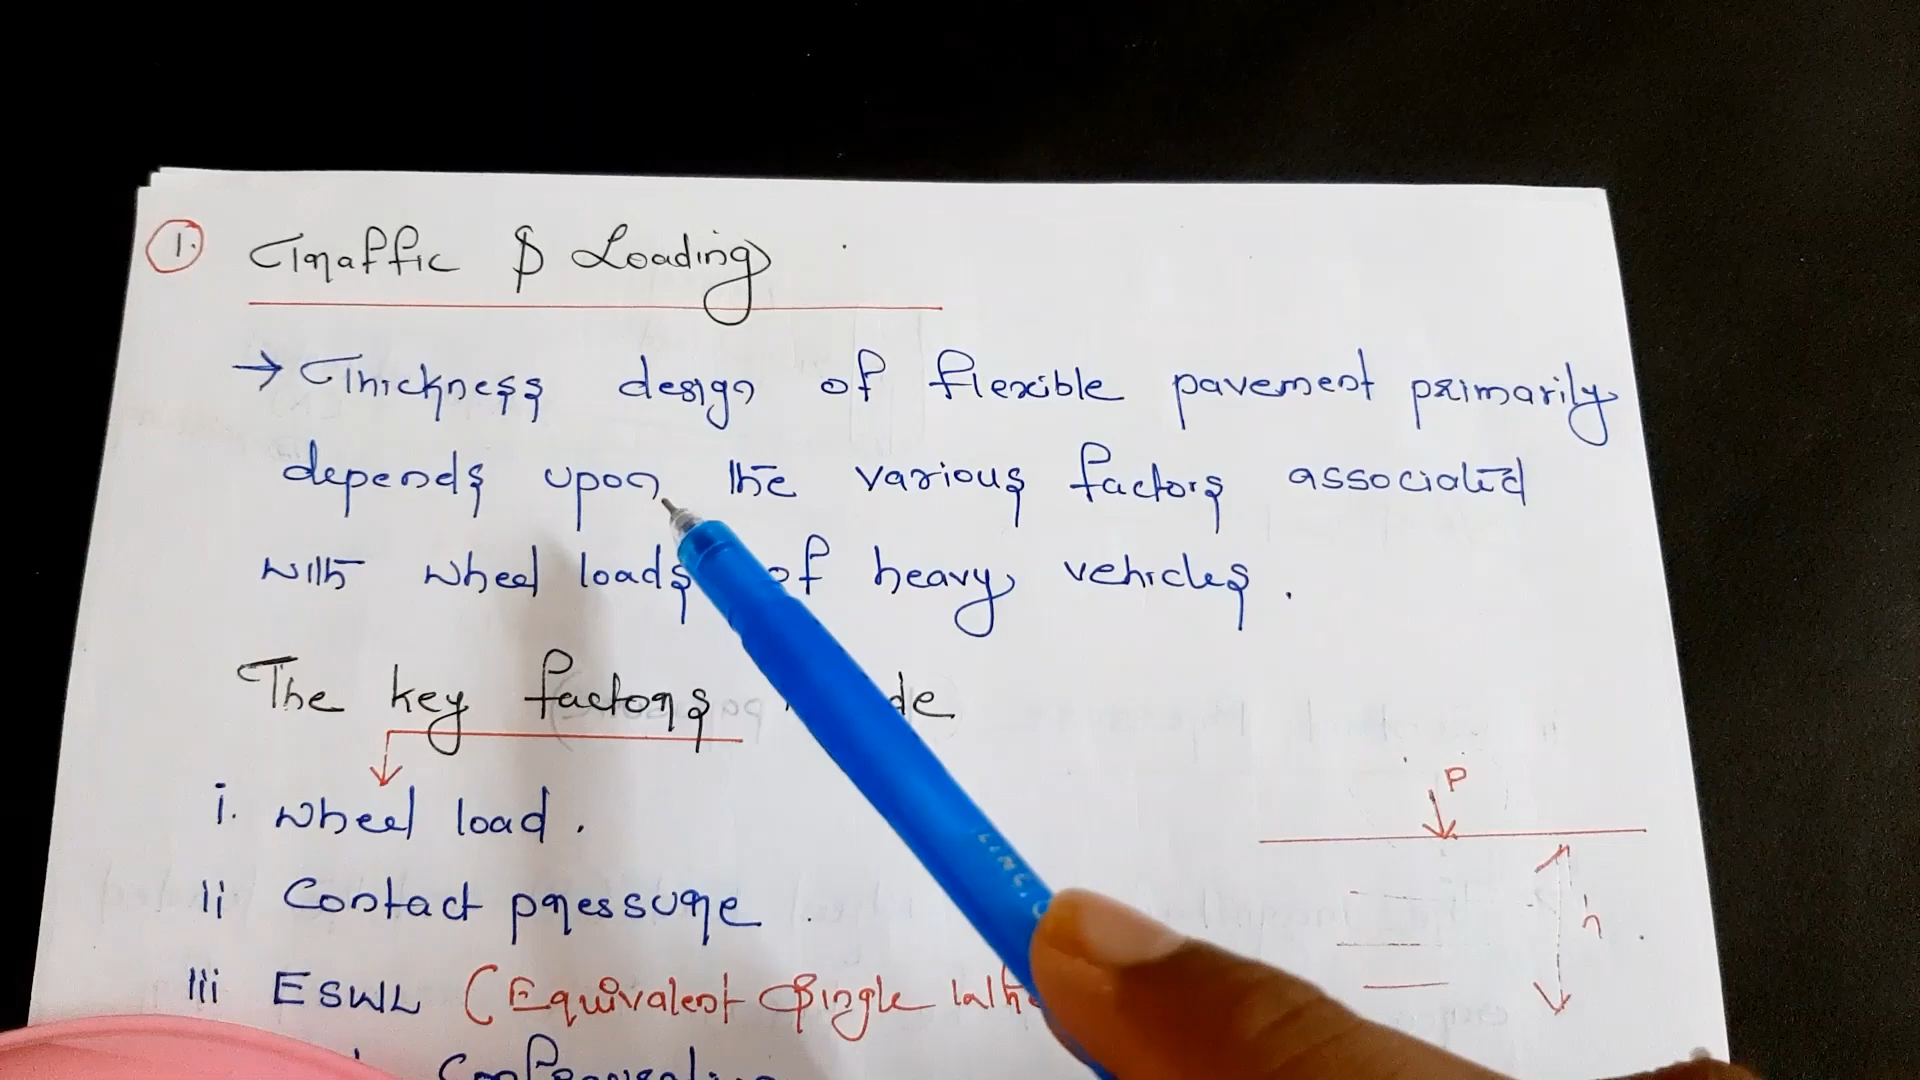 1. Traffic & Loading
→ Thickness design of flexible pavement primarily
depends upon the various factors associated
with wheel loads of heavy vehicles.
The key factors
i. wheel load.
ii Contact pressure
iii ESWL (Equivalent Single
P
h